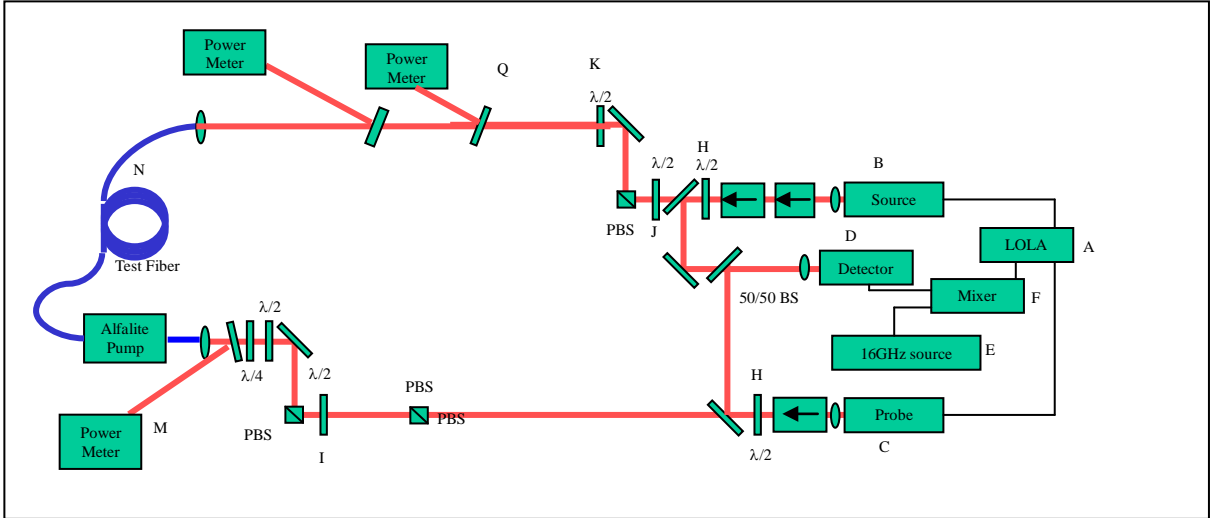 Power
Meter
Power
Meter
Q
K
λ/2
H
λ/2
λ/2
B
Source
N
PBS
J
LOLA
A
D
Detector
Test Fiber
50/50 BS
Mixer
F
Alfalite
Pump
λ/2
16GHz source
E
λ/4
λ/2
PBS
H
Probe
PBS
PBS
M
Power
Meter
I
λ/2
C